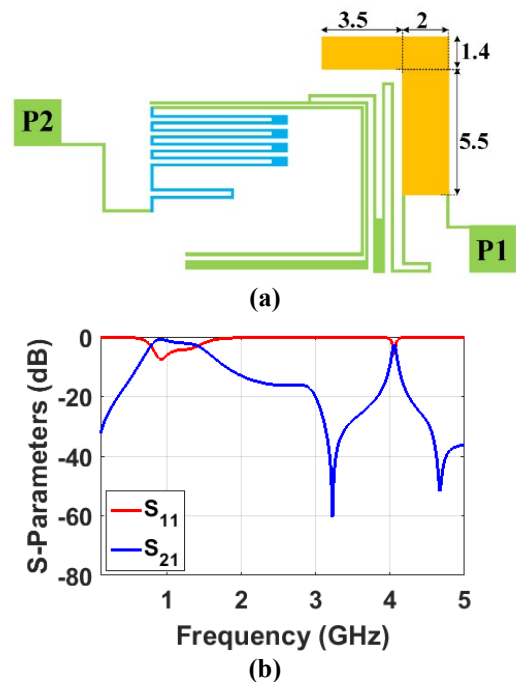 3.5 2
1.4
5.5
P2
P1
(a)
S-Parameters (dB)
0
-20
-40
-60
-80
S11
S21
1 2 3 4 5
Frequency (GHz)
(b)